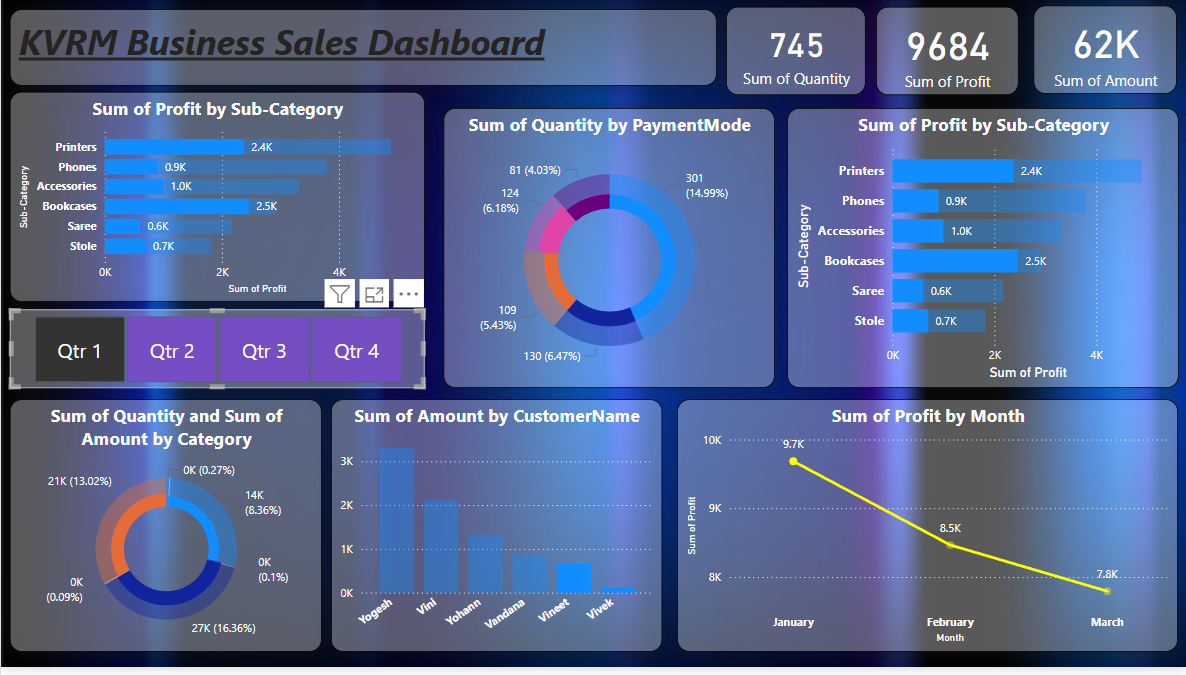 KVRM Business Sales Dashboard
745
Sum of Quantity
9684
Sum of Profit
62K
Sum of Amount
Sum of Profit by Sub-Category
Sub-Category
Printers
2.4K
Phones
0.9K
Accessories
1.0K
Bookcases
2.5K
Saree
0.6K
Stole
0.7K
0K
2K
4K
Sum of Profit
Sum of Quantity by PaymentMode
81 (4.03%)
301
(14.99%)
124
(6.18%)
109
(5.43%)
130 (6.47%)
Sum of Profit by Sub-Category
Sub-Category
Printers
2.4K
Phones
0.9K
Accessories
1.0K
Bookcases
2.5K
Saree
0.6K
Stole
0.7K
0K
2K
4K
Sum of Profit
Qtr 1
Qtr 2
Qtr 3
Qtr 4
Sum of Quantity and Sum of
Amount by Category
0K (0.27%)
21K (13.02%)
14K
(8.36%)
0K
(0.1%)
0K
(0.09%)
27K (16.36%)
Sum of Amount by CustomerName
3K
2K
1K
0K
Yogesh
Vini
Yohann
Vandana
Vineet
Vivek
Sum of Profit by Month
Sum of Profit
10K
9K
8K
9.7K
8.5K
7.8K
January
February
March
Month